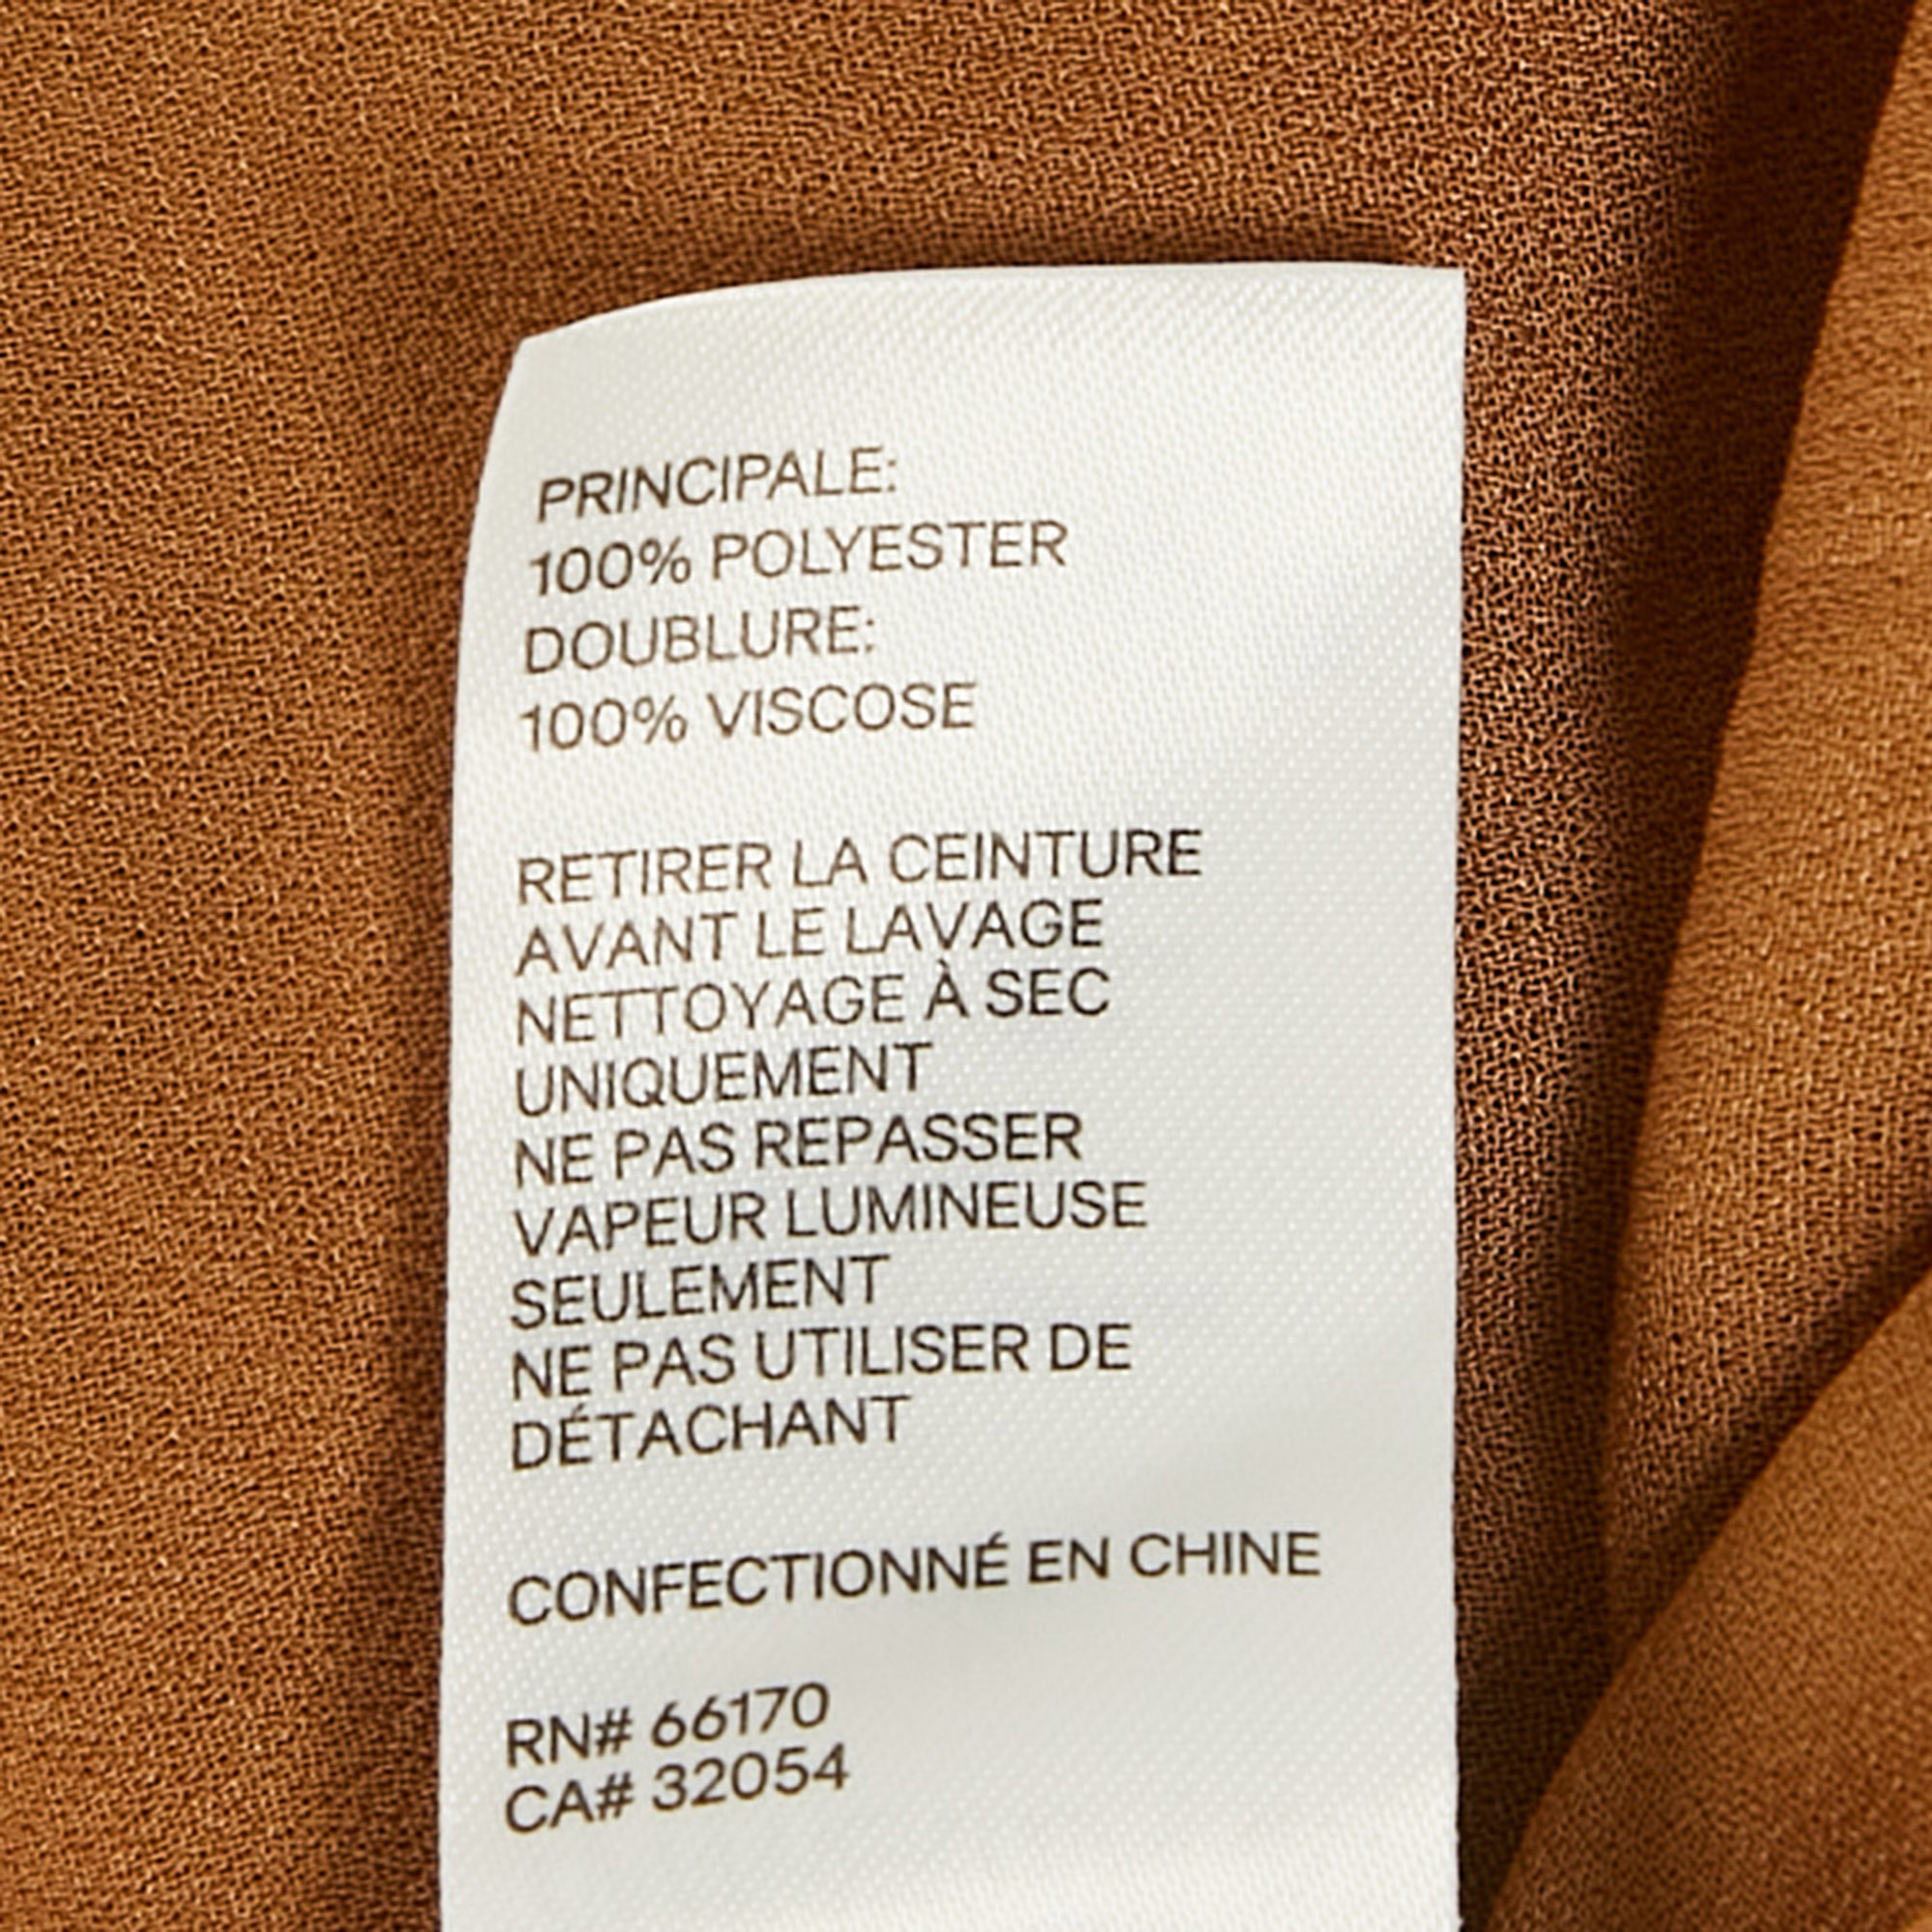 PRINCIPALE:
100% POLYESTER
DOUBLURE:
100% VISCOSE
RETIRER LA CEINTURE
AVANT LE LAVAGE
NETTOYAGE À SEC
UNIQUEMENT
NE PAS REPASSER
VAPEUR LUMINEUSE
SEULEMENT
NE PAS UTILISER DE
DÉTACHANT
CONFECTIONNÉ EN CHINE
RN# 66170
CA# 32054